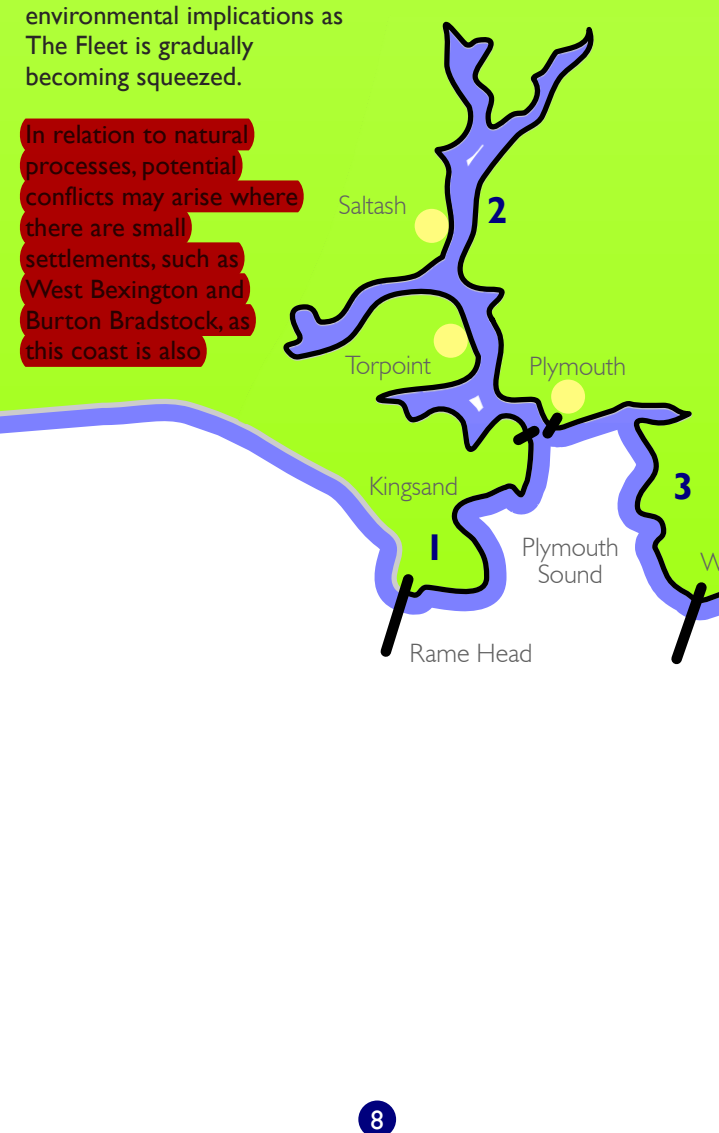 environmental implications as
The Fleet is gradually
becoming squeezed.
In relation to natural
processes, potential
conflicts may arise where
there are small
settlements, such as
West Bexington and
Burton Bradstock, as
this coast is also
Saltash
2
Torpoint
Plymouth
Kingsand
3
1
Plymouth
Sound
W
Rame Head
8